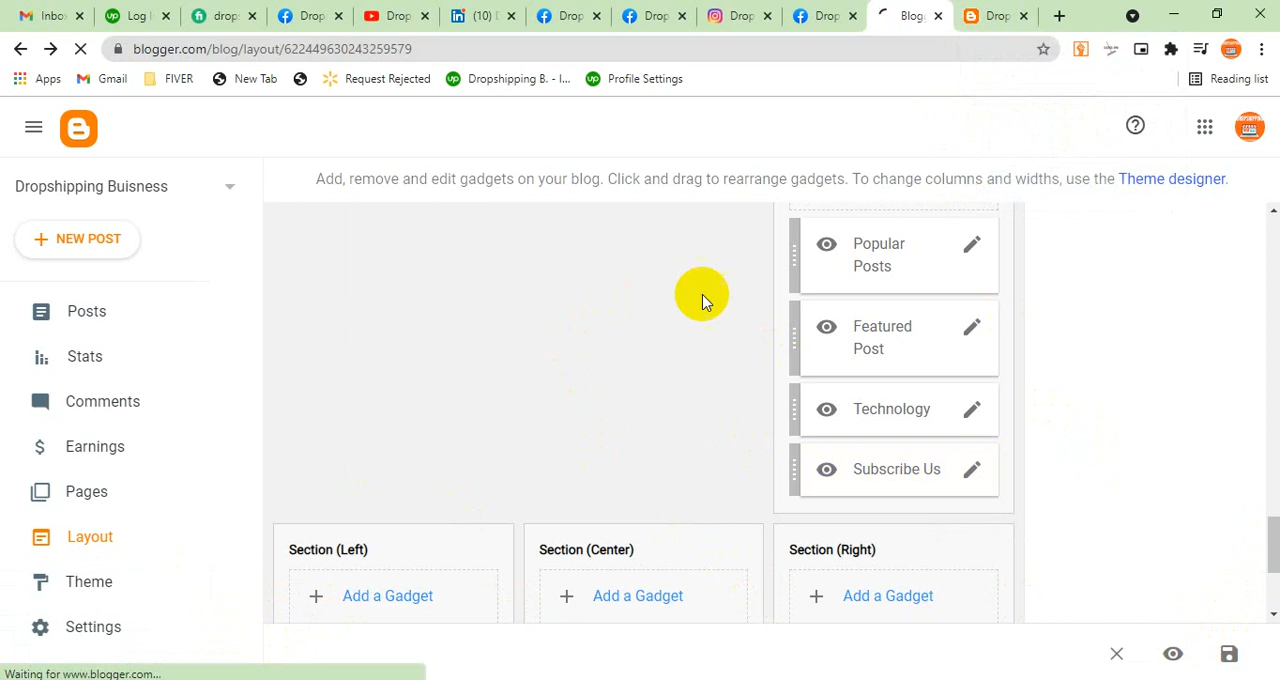 Inbo
Log I
drop
Drop
Drop
(10)
Drop
Drop
Drop
Drop
Blog
Drop
blogger.com/blog/layout/622449630243259579
Apps
Gmail
FIVER
New Tab
Request Rejected
Dropshipping B. - I...
Profile Settings
Reading list
Dropshipping Buisness
Add, remove and edit gadgets on your blog. Click and drag to rearrange gadgets. To change columns and widths, use the Theme designer.
NEW POST
Posts
Stats
Comments
Earnings
Pages
Layout
Theme
Settings
Popular
Posts
Featured
Post
Technology
Subscribe Us
Section (Left)
Section (Center)
Section (Right)
Add a Gadget
Add a Gadget
Add a Gadget
Waiting for www.blogger.com...